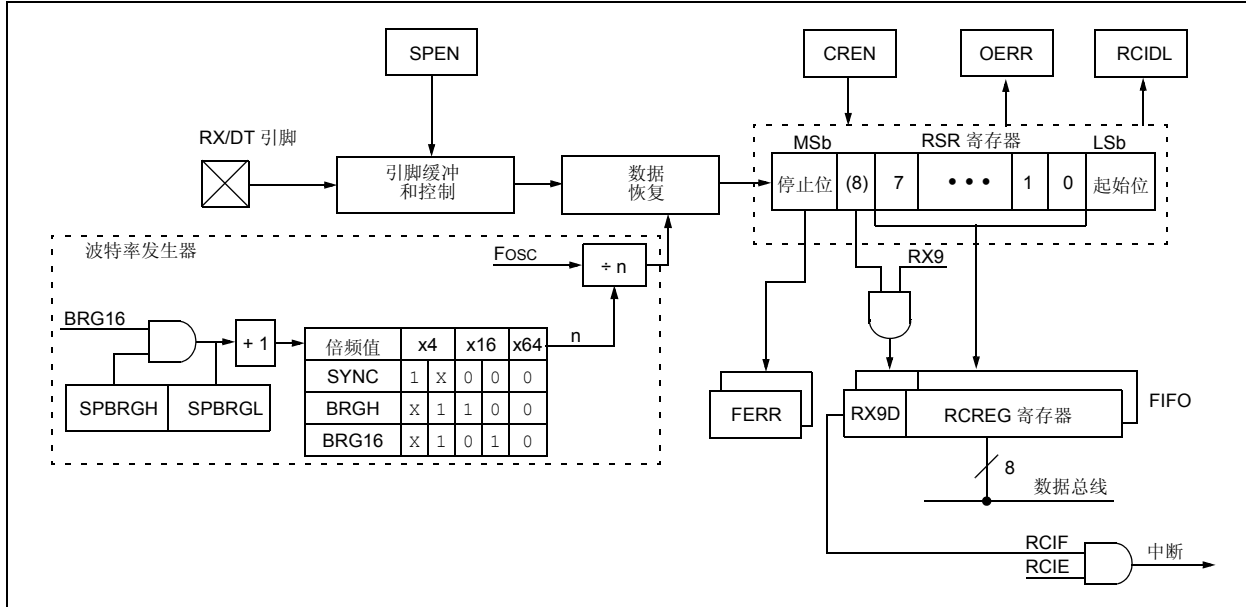 SPEN
CREN
OERR
RCIDL
RX/DT 引脚
引脚缓冲
和控制
数据
恢复
MSb
RSR 寄存器
LSb
停止位 (8) 7 • • • 1 0 起始位
波特率发生器
FOSC
÷ n
RX9
BRG16
+ 1
n
SPBRGH SPBRGL
倍频值 x4 x16 x64
SYNC 1 X 0 0 0
BRGH X 1 1 0 0
BRG16 X 1 0 1 0
FERR
RX9D RCREG 寄存器
FIFO
8
数据总线
RCIF
RCIE
中断